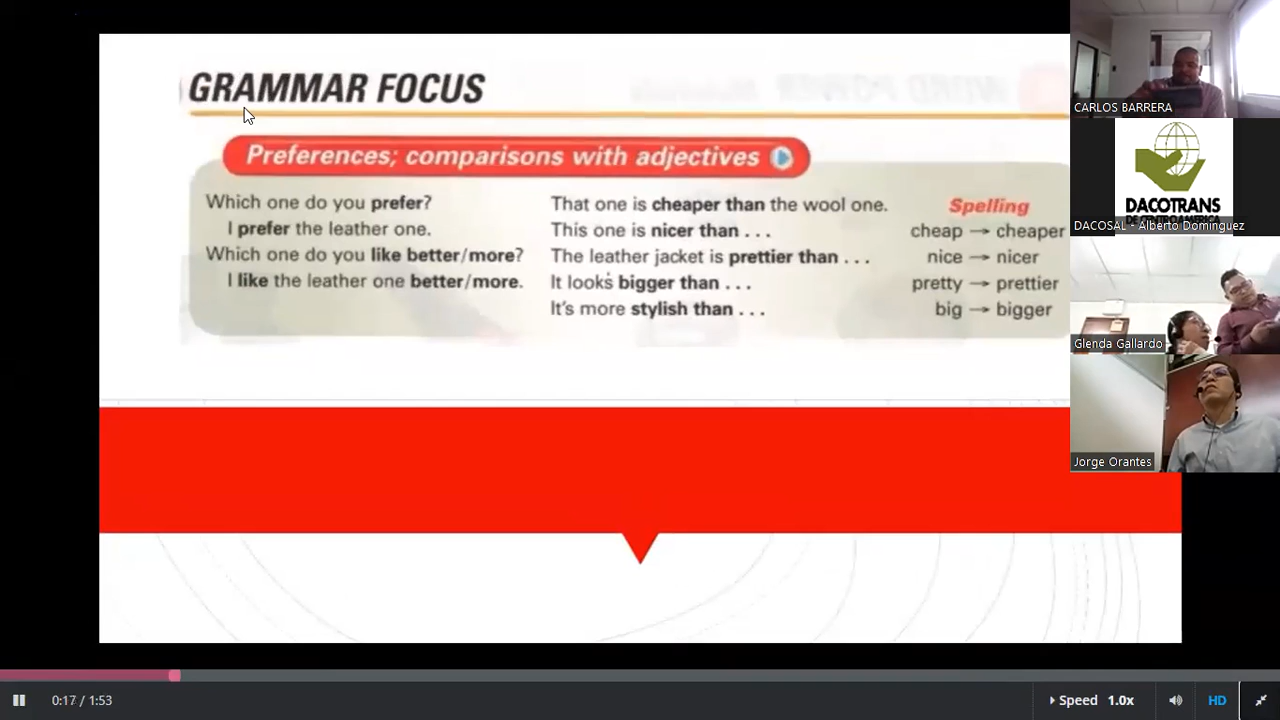 GRAMMAR FOCUS
Preferences; comparisons with adjectives
Which one do you prefer?
I prefer the leather one.
Which one do you like better/more?
I like the leather one better/more.
That one is cheaper than the wool one.
This one is nicer than . . .
The leather jacket is prettier than . . .
It looks bigger than . . .
It's more stylish than . . .
Spelling
cheap → cheaper
nice → nicer
pretty → prettier
big → bigger
CARLOS BARRERA
DACOTRANS
DE CENTROAMERICA
DACOSAL - Alberto Dominguez
Glenda Gallardo
Jorge Orantes
0:17 / 1:53
Speed 1.0x
HD